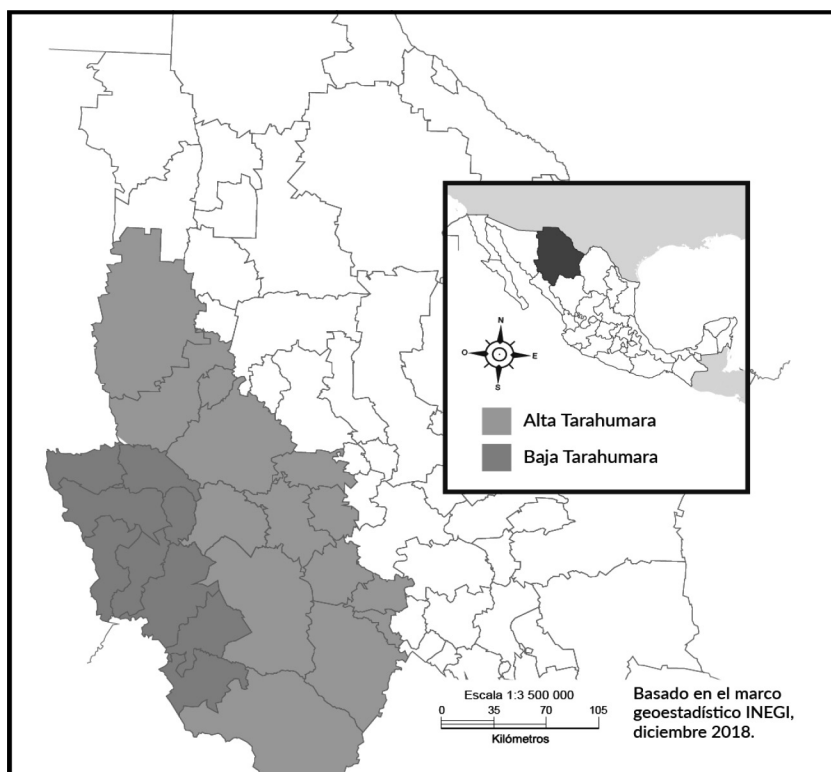 N
O
E
S
Alta Tarahumara
Baja Tarahumara
Escala 1:3 500 000
0 35 70 105
Kilómetros
Basado en el marco
geoestadístico INEGI,
diciembre 2018.